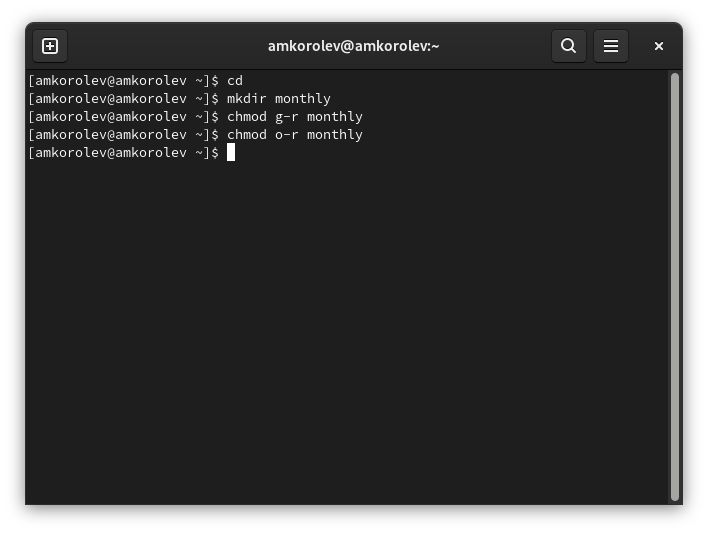 amkorolev@amkorolev:~
[amkorolev@amkorolev ~]$ cd
[amkorolev@amkorolev ~]$ mkdir monthly
[amkorolev@amkorolev ~]$ chmod g-r monthly
[amkorolev@amkorolev ~]$ chmod o-r monthly
[amkorolev@amkorolev ~]$